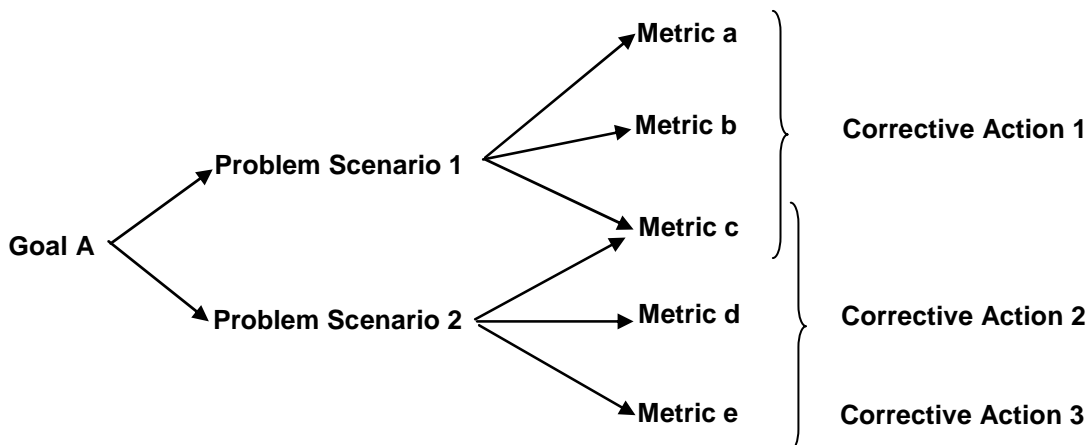 Goal A
Problem Scenario 1
Problem Scenario 2
Metric a
Metric b
Metric c
Metric d
Metric e
Corrective Action 1
Corrective Action 2
Corrective Action 3